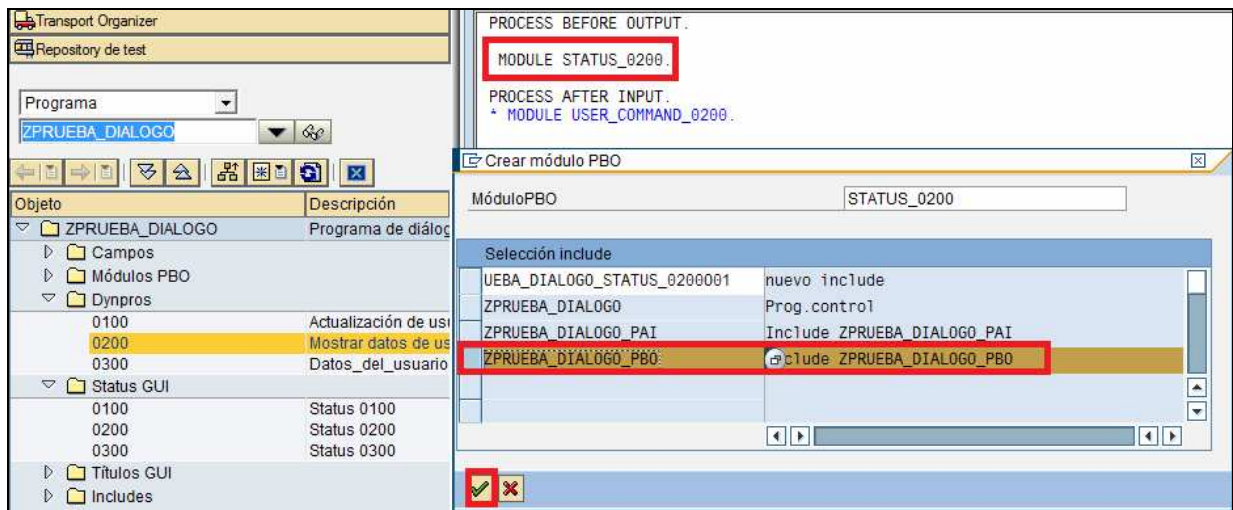 Transport Organizer
Repository de test
Programa
ZPRUEBA_DIALOGO
Objeto Descripción
ZPRUEBA_DIALOGO Programa de diálog
Campos
Módulos PBO
Dynpros
0100 Actualización de usu
0200 Mostrar datos de us
0300 Datos_del_usuario
Status GUI
0100 Status 0100
0200 Status 0200
0300 Status 0300
Títulos GUI
Includes
PROCESS BEFORE OUTPUT.
MODULE STATUS_0200.
PROCESS AFTER INPUT.
* MODULE USER_COMMAND_0200.
Crear módulo PBO
MóduloPBO STATUS_0200
Selección include
UEBA_DIALOGO_STATUS_0200001 nuevo include
ZPRUEBA_DIALOGO Prog.control
ZPRUEBA_DIALOGO_PAI Include ZPRUEBA_DIALOGO_PAI
ZPRUEBA_DIALOGO_PBO clude ZPRUEBA_DIALOGO_PBO